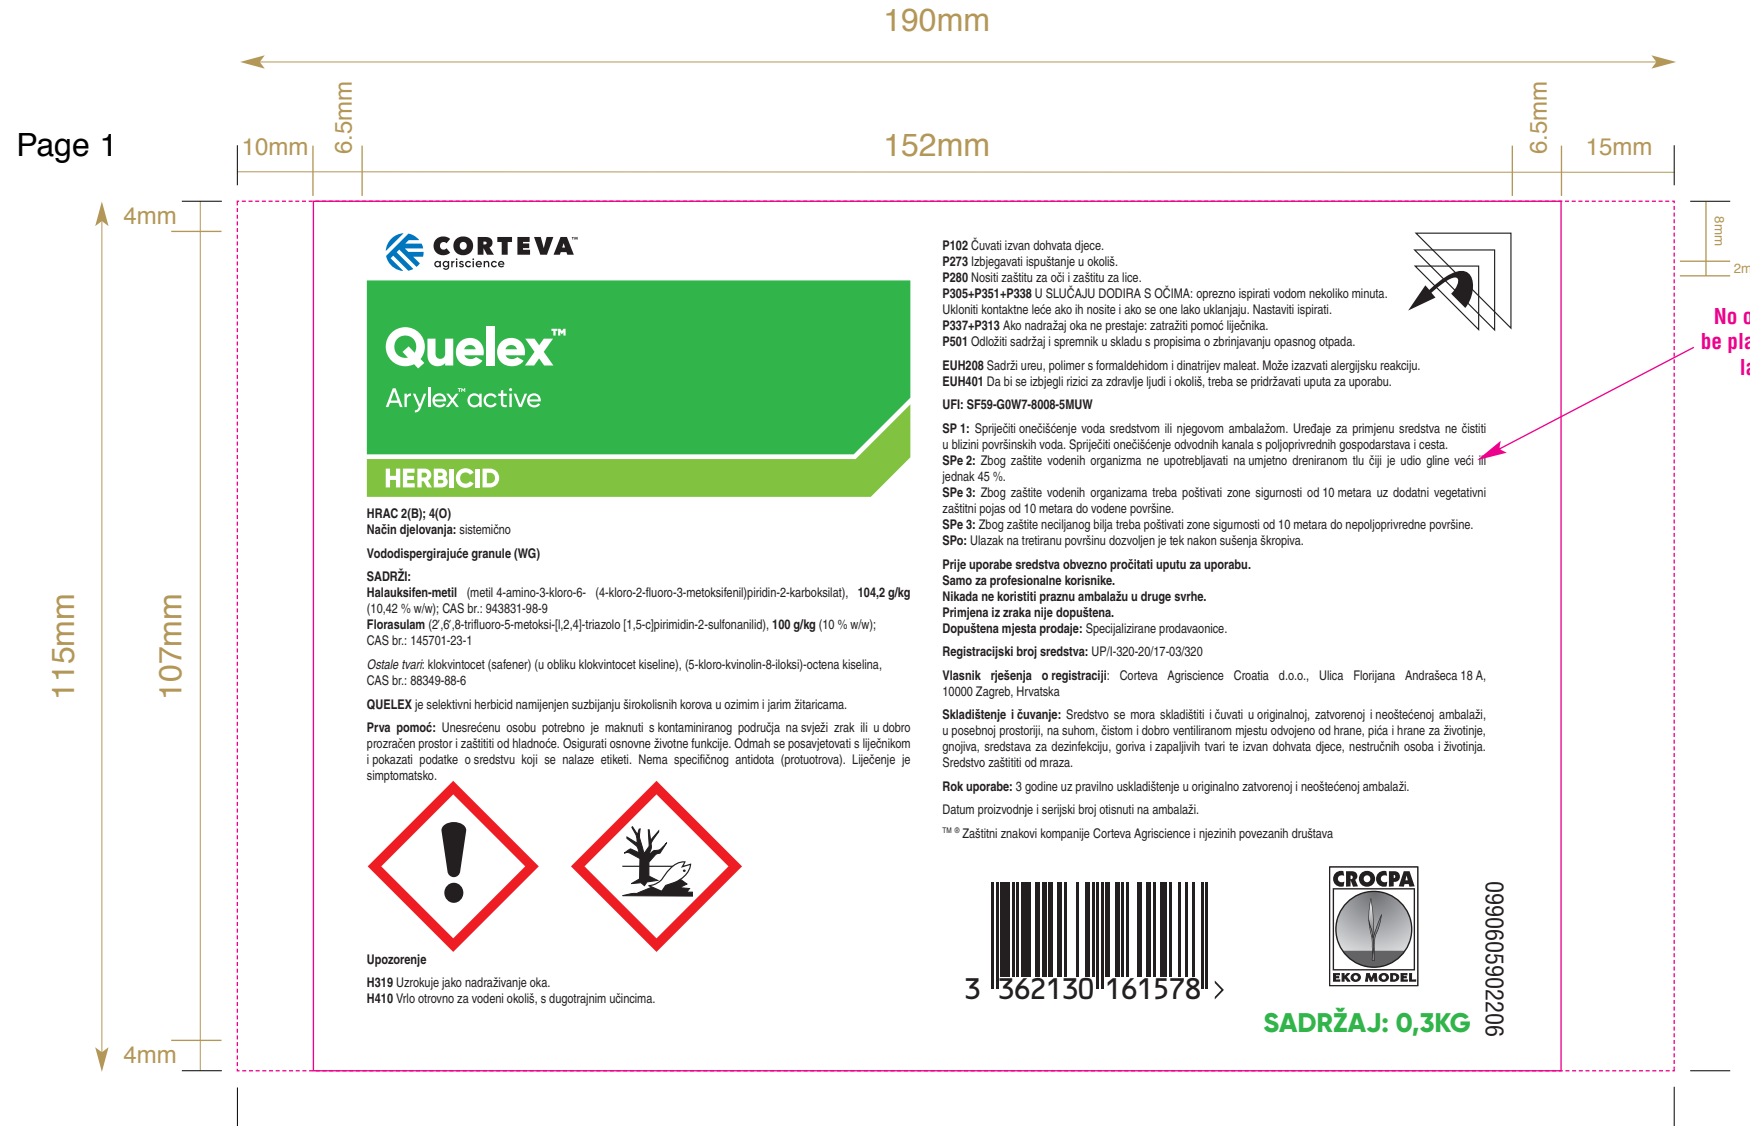 190mm
Page 1
10mm
6.5mm
152mm
6.5mm
15mm
4mm
115mm
107mm
4mm
8mm
CORTEVA™
agriscience
Quelex™
Arylex™active
HERBICID
HRAC 2(B); 4(O)
Način djelovanja: sistemično
Vododispergirajuće granule (WG)
SADRŽI:
Halauksifen-metil (metil 4-amino-3-kloro-6- (4-kloro-2-fluoro-3-metoksifenil)piridin-2-karboksilat), 104,2 g/kg
(10,42 % w/w); CAS br.: 943831-98-9
Florasulam (2',6',8-trifluoro-5-metoksi-[l,2,4]-triazolo [1,5-c]pirimidin-2-sulfonanilid), 100 g/kg (10 % w/w);
CAS br.: 145701-23-1
Ostale tvari: klokvintocet (safener) (u obliku klokvintocet kiseline), (5-kloro-kvinolin-8-iloksi)-octena kiselina,
CAS br.: 88349-88-6
QUELEX je selektivni herbicid namijenjen suzbijanju širokolisnih korova u ozimim i jarim žitaricama.
Prva pomoć: Unesrećenu osobu potrebno je maknuti s kontaminiranog područja na svježi zrak ili u dobro
prozračen prostor i zaštititi od hladnoće. Osigurati osnovne životne funkcije. Odmah se posavjetovati s liječnikom
i pokazati podatke o sredstvu koji se nalaze etiketi. Nema specifičnog antidota (protuotrova). Liječenje je
simptomatsko.
Upozorenje
H319 Uzrokuje jako nadraživanje oka.
H410 Vrlo otrovno za vodeni okoliš, s dugotrajnim učincima.
P102 Čuvati izvan dohvata djece.
P273 Izbjegavati ispuštanje u okoliš.
P280 Nositi zaštitu za oči i zaštitu za lice.
P305+P351+P338 U SLUČAJU DODIRA S OČIMA: oprezno ispirati vodom nekoliko minuta.
Ukloniti kontaktne leće ako ih nosite i ako se one lako uklanjaju. Nastaviti ispirati.
P337+P313 Ako nadražaj oka ne prestaje: zatražiti pomoć liječnika.
P501 Odložiti sadržaj i spremnik u skladu s propisima o zbrinjavanju opasnog otpada.
EUH208 Sadrži ureu, polimer s formaldehidom i dinatrijev maleat. Može izazvati alergijsku reakciju.
EUH401 Da bi se izbjegli rizici za zdravlje ljudi i okoliš, treba se pridržavati uputa za uporabu.
UFI: SF59-G0W7-8008-5MUW
SP 1: Spriječiti onečišćenje voda sredstvom ili njegovom ambalažom. Uređaje za primjenu sredstva ne čistiti
u blizini površinskih voda. Spriječiti onečišćenje odvodnih kanala s poljoprivrednih gospodarstava i cesta.
SPe 2: Zbog zaštite vodenih organizma ne upotrebljavati na umjetno dreniranom tlu čiji je udio gline veći ili
jednak 45 %.
SPe 3: Zbog zaštite vodenih organizama treba poštivati zone sigurnosti od 10 metara uz dodatni vegetativni
zaštitni pojas od 10 metara do vodene površine.
SPe 3: Zbog zaštite neciljanog bilja treba poštivati zone sigurnosti od 10 metara do nepoljoprivredne površine.
SPo: Ulazak na tretiranu površinu dozvoljen je tek nakon sušenja škropiva.
Prije uporabe sredstva obvezno pročitati uputu za uporabu.
Samo za profesionalne korisnike.
Nikada ne koristiti praznu ambalažu u druge svrhe.
Primjena iz zraka nije dopuštena.
Dopuštena mjesta prodaje: Specijalizirane prodavaonice.
Registracijski broj sredstva: UP/I-320-20/17-03/320
Vlasnik rješenja o registraciji: Corteva Agriscience Croatia d.o.o., Ulica Florijana Andrašeca 18 A,
10000 Zagreb, Hrvatska
Skladištenje i čuvanje: Sredstvo se mora skladištiti i čuvati u originalnoj, zatvorenoj i neoštećenoj ambalaži,
u posebnoj prostoriji, na suhom, čistom i dobro ventiliranom mjestu odvojeno od hrane, pića i hrane za životinje,
gnojiva, sredstava za dezinfekciju, goriva i zapaljivih tvari te izvan dohvata djece, nestručnih osoba i životinja.
Sredstvo zaštititi od mraza.
Rok uporabe: 3 godine uz pravilno uskladištenje u originalno zatvorenoj i neoštećenoj ambalaži.
Datum proizvodnje i serijski broj otisnuti na ambalaži.
™ ® Zaštitni znakovi kompanije Corteva Agriscience i njezinih povezanih društava
3 362130 161578 >
CROCPA
EKO MODEL
SADRŽAJ: 0,3KG
0990605902206
No
be